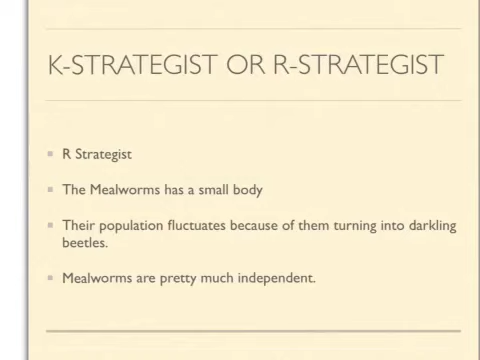 K-STRATEGIST OR R-STRATEGIST
R Strategist
The Mealworms has a small body
Their population fluctuates because of them turning into darkling
beetles.
Mealworms are pretty much independent.